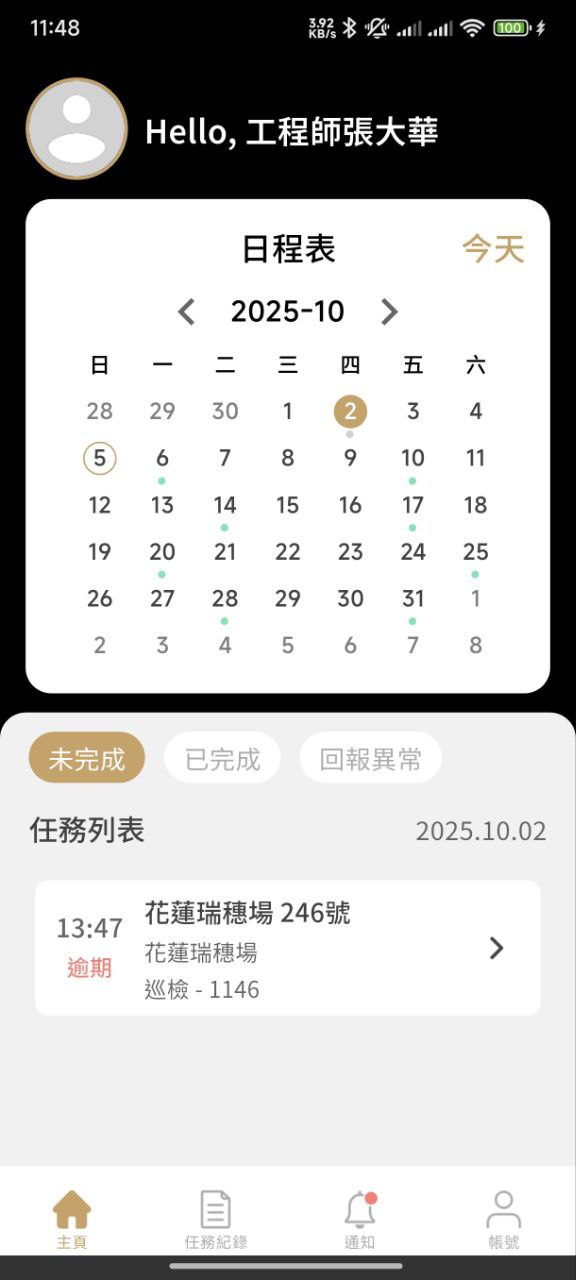 11:48 3.92 KB/s 100
Hello, 工程師張大華
日程表 今天
2025-10
日 一 二 三 四 五 六
28 29 30 1 2 3 4
5 6 7 8 9 10 11
12 13 14 15 16 17 18
19 20 21 22 23 24 25
26 27 28 29 30 31 1
2 3 4 5 6 7 8
未完成 已完成 回報異常
任務列表 2025.10.02
13:47 花蓮瑞穗場 246號
逾期 花蓮瑞穗場
巡檢 - 1146
主頁 任務紀錄 通知 帳號